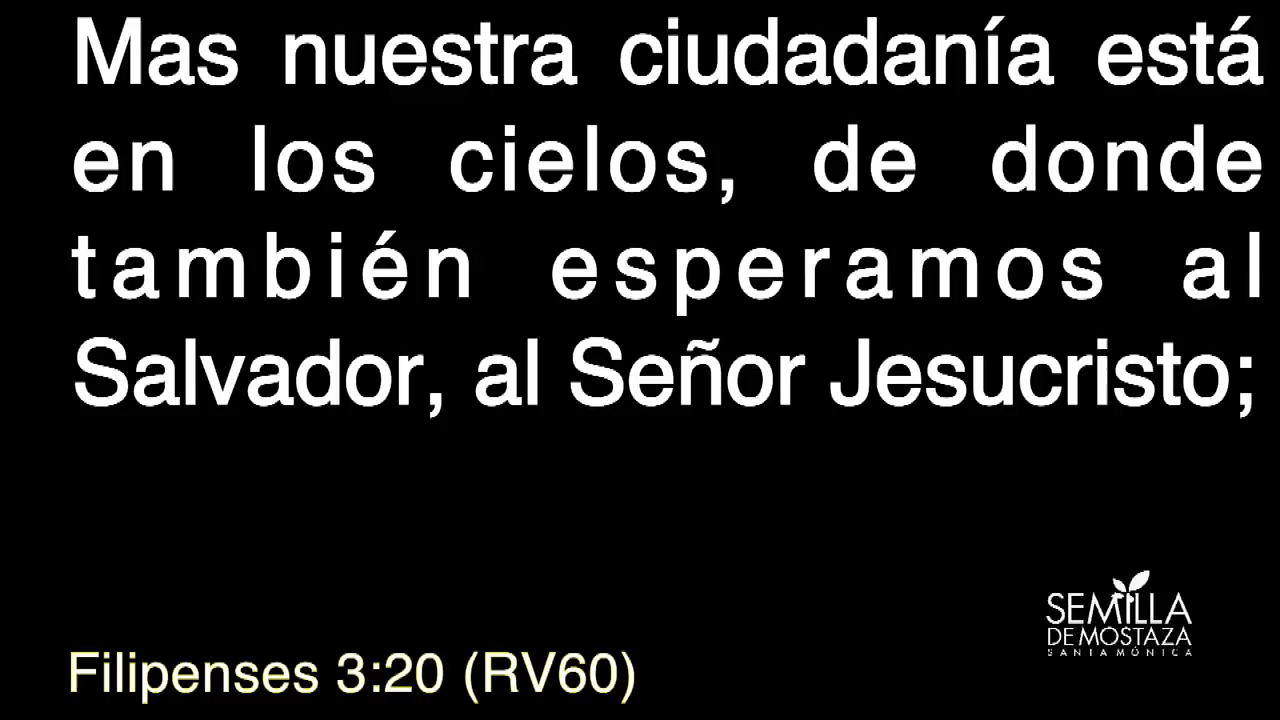 Mas nuestra ciudadanía está
en los cielos, de donde
también esperamos al
Salvador, al Señor Jesucristo;
SEMILLA
DE MOSTAZA
SANTA MÓNICA
Filipenses 3:20 (RV60)